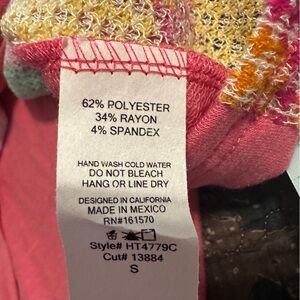 62% POLYESTER
34% RAYON
4% SPANDEX
HAND WASH COLD WATER
DO NOT BLEACH
HANG OR LINE DRY
DESIGNED IN CALIFORNIA
MADE IN MEXICO
RN#161570
Style# HT4779C
Cut# 13884
S